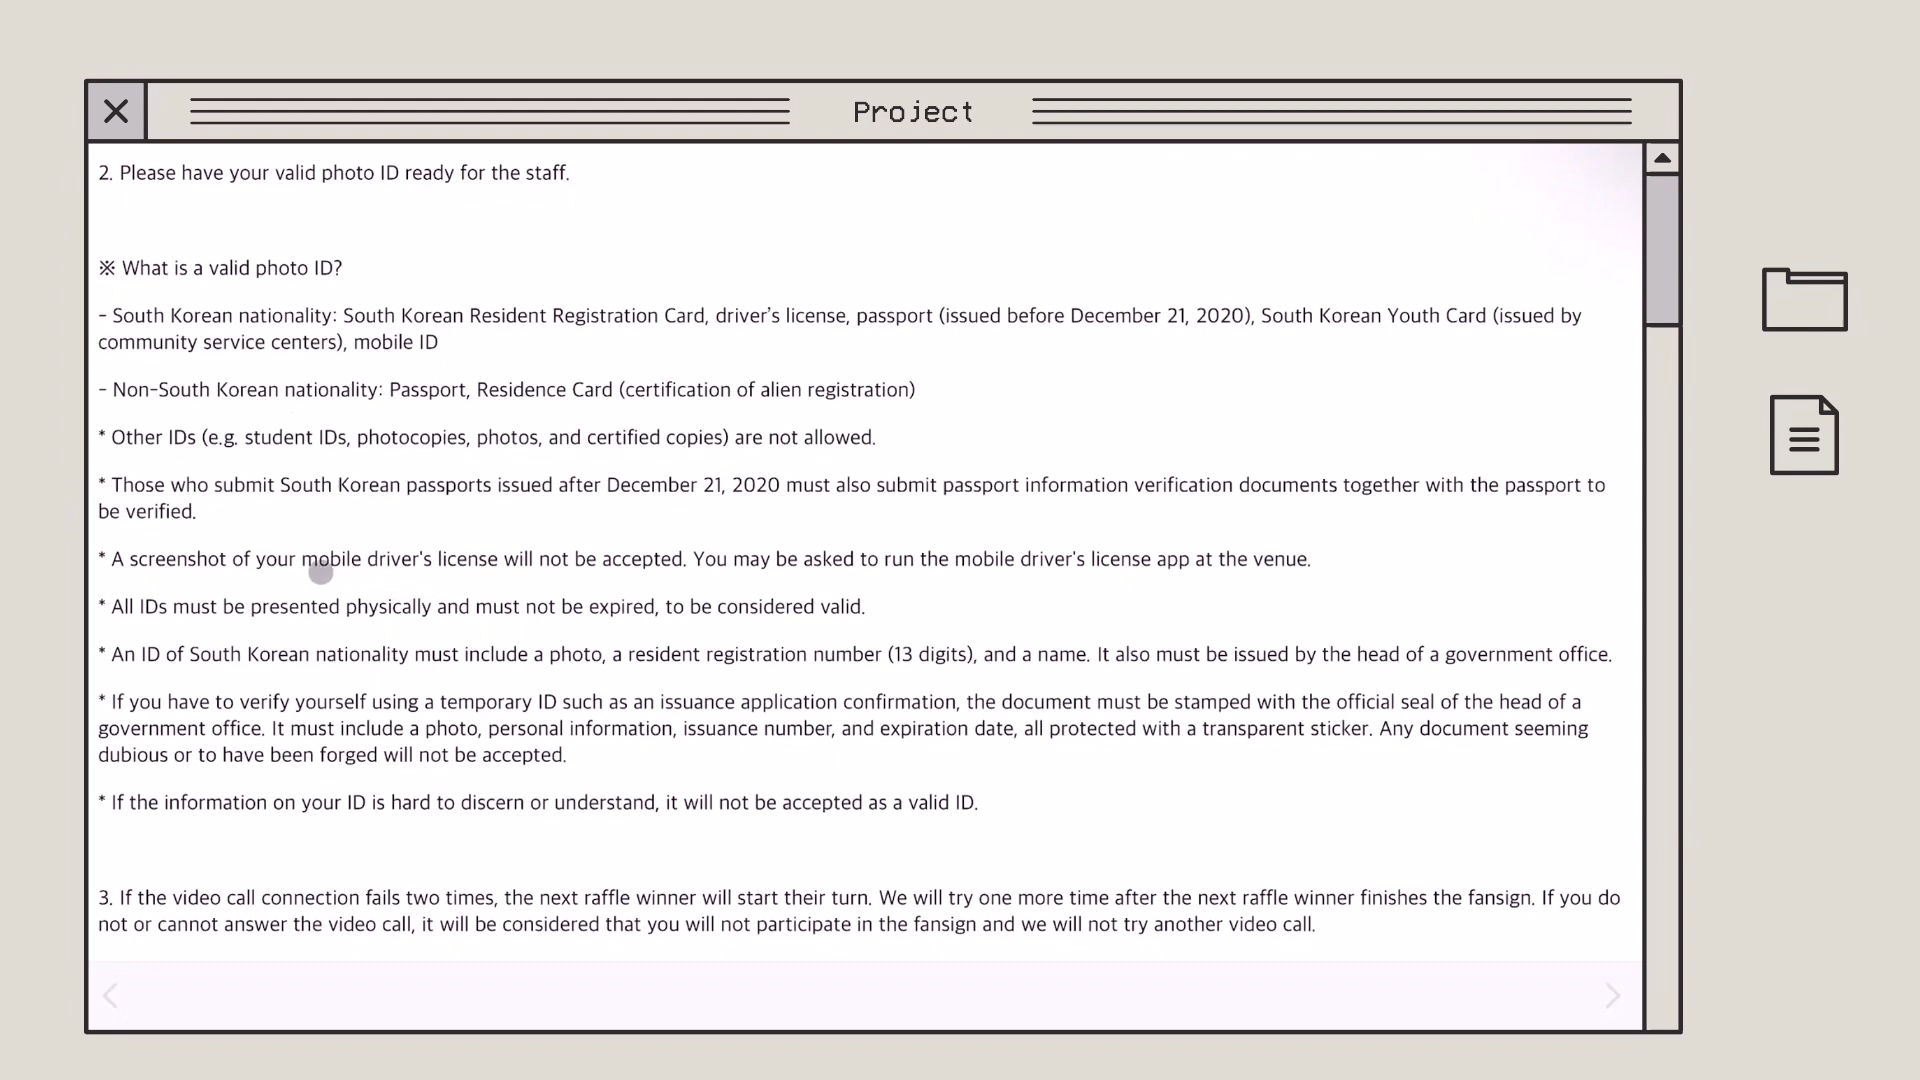 Project
2. Please have your valid photo ID ready for the staff.
※ What is a valid photo ID?
- South Korean nationality: South Korean Resident Registration Card, driver's license, passport (issued before December 21, 2020), South Korean Youth Card (issued by
community service centers), mobile ID
- Non-South Korean nationality: Passport, Residence Card (certification of alien registration)
* Other IDs (e.g. student IDs, photocopies, photos, and certified copies) are not allowed.
* Those who submit South Korean passports issued after December 21, 2020 must also submit passport information verification documents together with the passport to
be verified.
* A screenshot of your mobile driver's license will not be accepted. You may be asked to run the mobile driver's license app at the venue.
* All IDs must be presented physically and must not be expired, to be considered valid.
* An ID of South Korean nationality must include a photo, a resident registration number (13 digits), and a name. It also must be issued by the head of a government office.
* If you have to verify yourself using a temporary ID such as an issuance application confirmation, the document must be stamped with the official seal of the head of a
government office. It must include a photo, personal information, issuance number, and expiration date, all protected with a transparent sticker. Any document seeming
dubious or to have been forged will not be accepted.
* If the information on your ID is hard to discern or understand, it will not be accepted as a valid ID.
3. If the video call connection fails two times, the next raffle winner will start their turn. We will try one more time after the next raffle winner finishes the fansign. If you do
not or cannot answer the video call, it will be considered that you will not participate in the fansign and we will not try another video call.